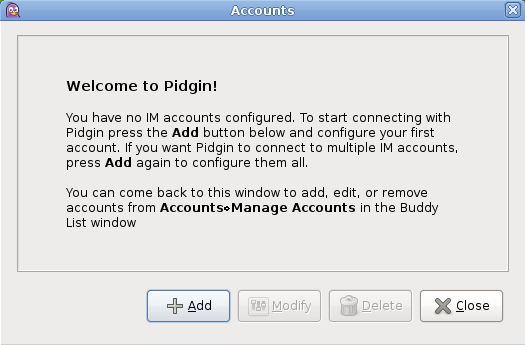 Accounts
Welcome to Pidgin!
You have no IM accounts configured. To start connecting with
Pidgin press the Add button below and configure your first
account. If you want Pidgin to connect to multiple IM accounts,
press Add again to configure them all.
You can come back to this window to add, edit, or remove
accounts from Accounts⇨Manage Accounts in the Buddy
List window
Add Modify Delete Close